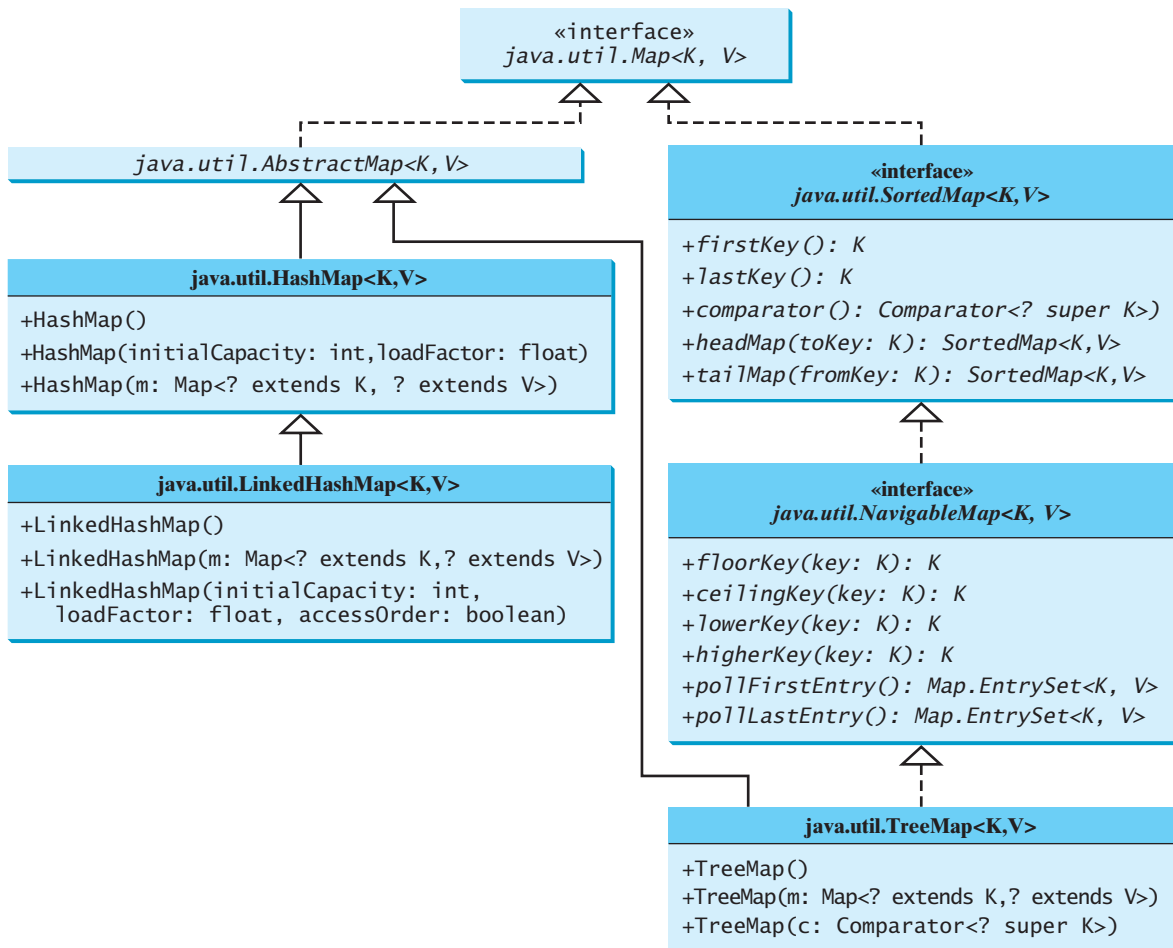 «interface»
java.util.Map<K, V>
java.util.AbstractMap<K,V>
java.util.HashMap<K,V>
+HashMap()
+HashMap(initialCapacity: int,loadFactor: float)
+HashMap(m: Map<? extends K, ? extends V>)
java.util.LinkedHashMap<K,V>
+LinkedHashMap()
+LinkedHashMap(m: Map<? extends K,? extends V>)
+LinkedHashMap(initialCapacity: int,
loadFactor: float, accessOrder: boolean)
«interface»
java.util.SortedMap<K,V>
+firstKey(): K
+lastKey(): K
+comparator(): Comparator<? super K>)
+headMap(toKey: K): SortedMap<K,V>
+tailMap(fromKey: K): SortedMap<K,V>
«interface»
java.util.NavigableMap<K, V>
+floorKey(key: K): K
+ceilingKey(key: K): K
+lowerKey(key: K): K
+higherKey(key: K): K
+pollFirstEntry(): Map.EntrySet<K, V>
+pollLastEntry(): Map.EntrySet<K, V>
java.util.TreeMap<K,V>
+TreeMap()
+TreeMap(m: Map<? extends K,? extends V>)
+TreeMap(c: Comparator<? super K>)